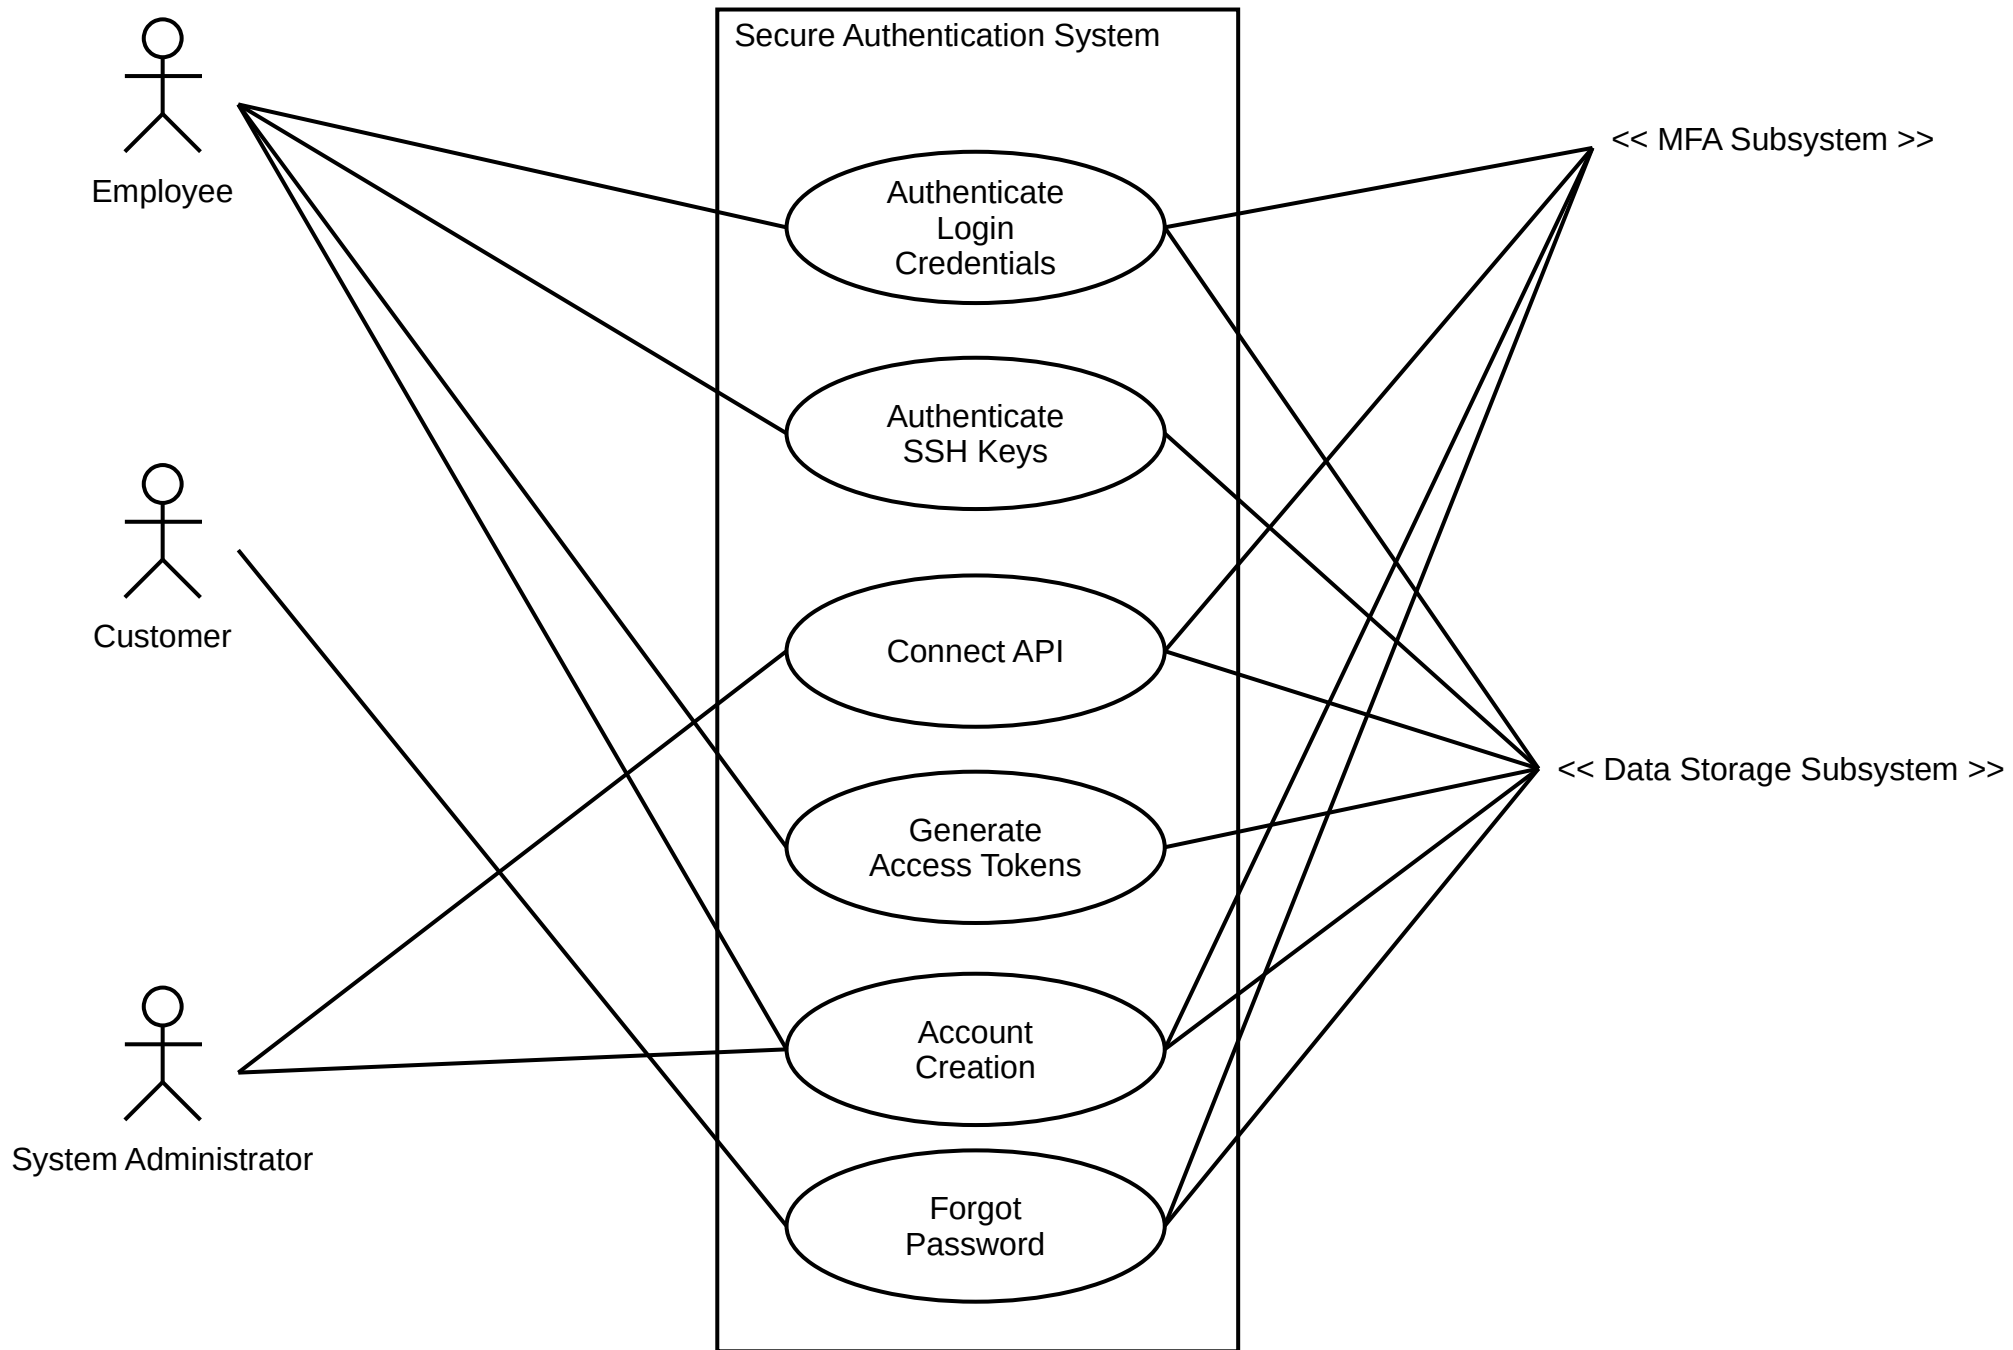 Secure Authentication System
Employee
Customer
System Administrator
Authenticate
Login
Credentials
Authenticate
SSH Keys
Connect API
Generate
Access Tokens
Account
Creation
Forgot
Password
<< MFA Subsystem >>
<< Data Storage Subsystem >>